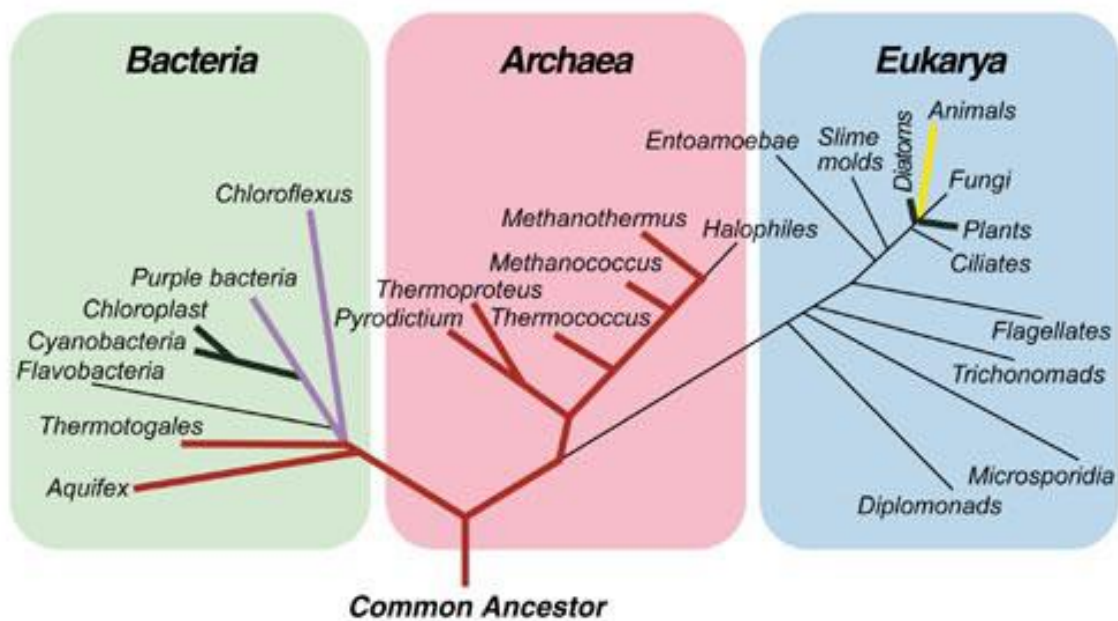 Bacteria
Archaea
Eukarya
Chloroflexus
Purple bacteria
Chloroplast
Cyanobacteria
Flavobacteria
Thermotogales
Aquifex
Methanothermus
Halophiles
Methanococcus
Thermoproteus
Pyrodictium
Thermococcus
Entoamoebae
Slime
molds
Diatoms
Animals
Fungi
Plants
Ciliates
Flagellates
Trichonomads
Microsporidia
Diplomonads
Common Ancestor